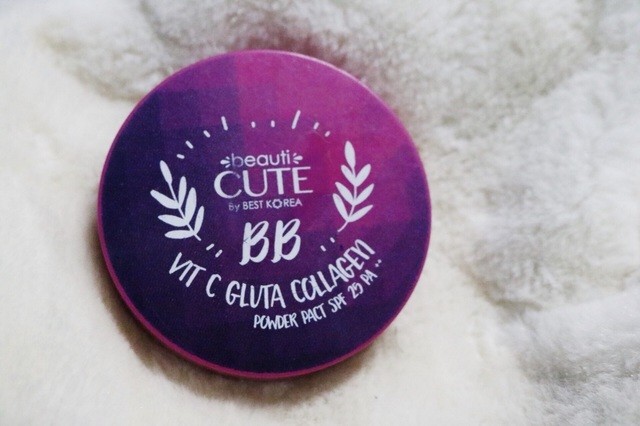 beauti
CUTE
By BEST KOREA
BB
VIT C GLUTA COLLAGEN
POWDER PACT SPF 25 PA ++